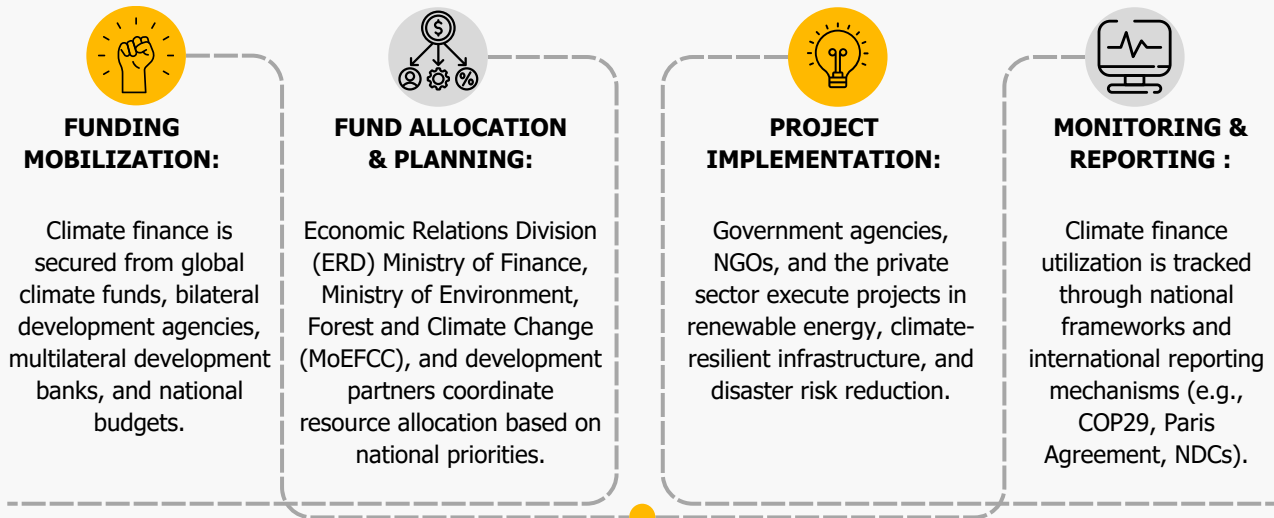 FUNDING
MOBILIZATION:
Climate finance is
secured from global
climate funds, bilateral
development agencies,
multilateral development
banks, and national
budgets.
FUND ALLOCATION
& PLANNING:
Economic Relations Division
(ERD) Ministry of Finance,
Ministry of Environment,
Forest and Climate Change
(MoEFCC), and development
partners coordinate
resource allocation based on
national priorities.
PROJECT
IMPLEMENTATION:
Government agencies,
NGOs, and the private
sector execute projects in
renewable energy, climate-
resilient infrastructure, and
disaster risk reduction.
MONITORING &
REPORTING :
Climate finance
utilization is tracked
through national
frameworks and
international reporting
mechanisms (e.g.,
COP29, Paris
Agreement, NDCs).